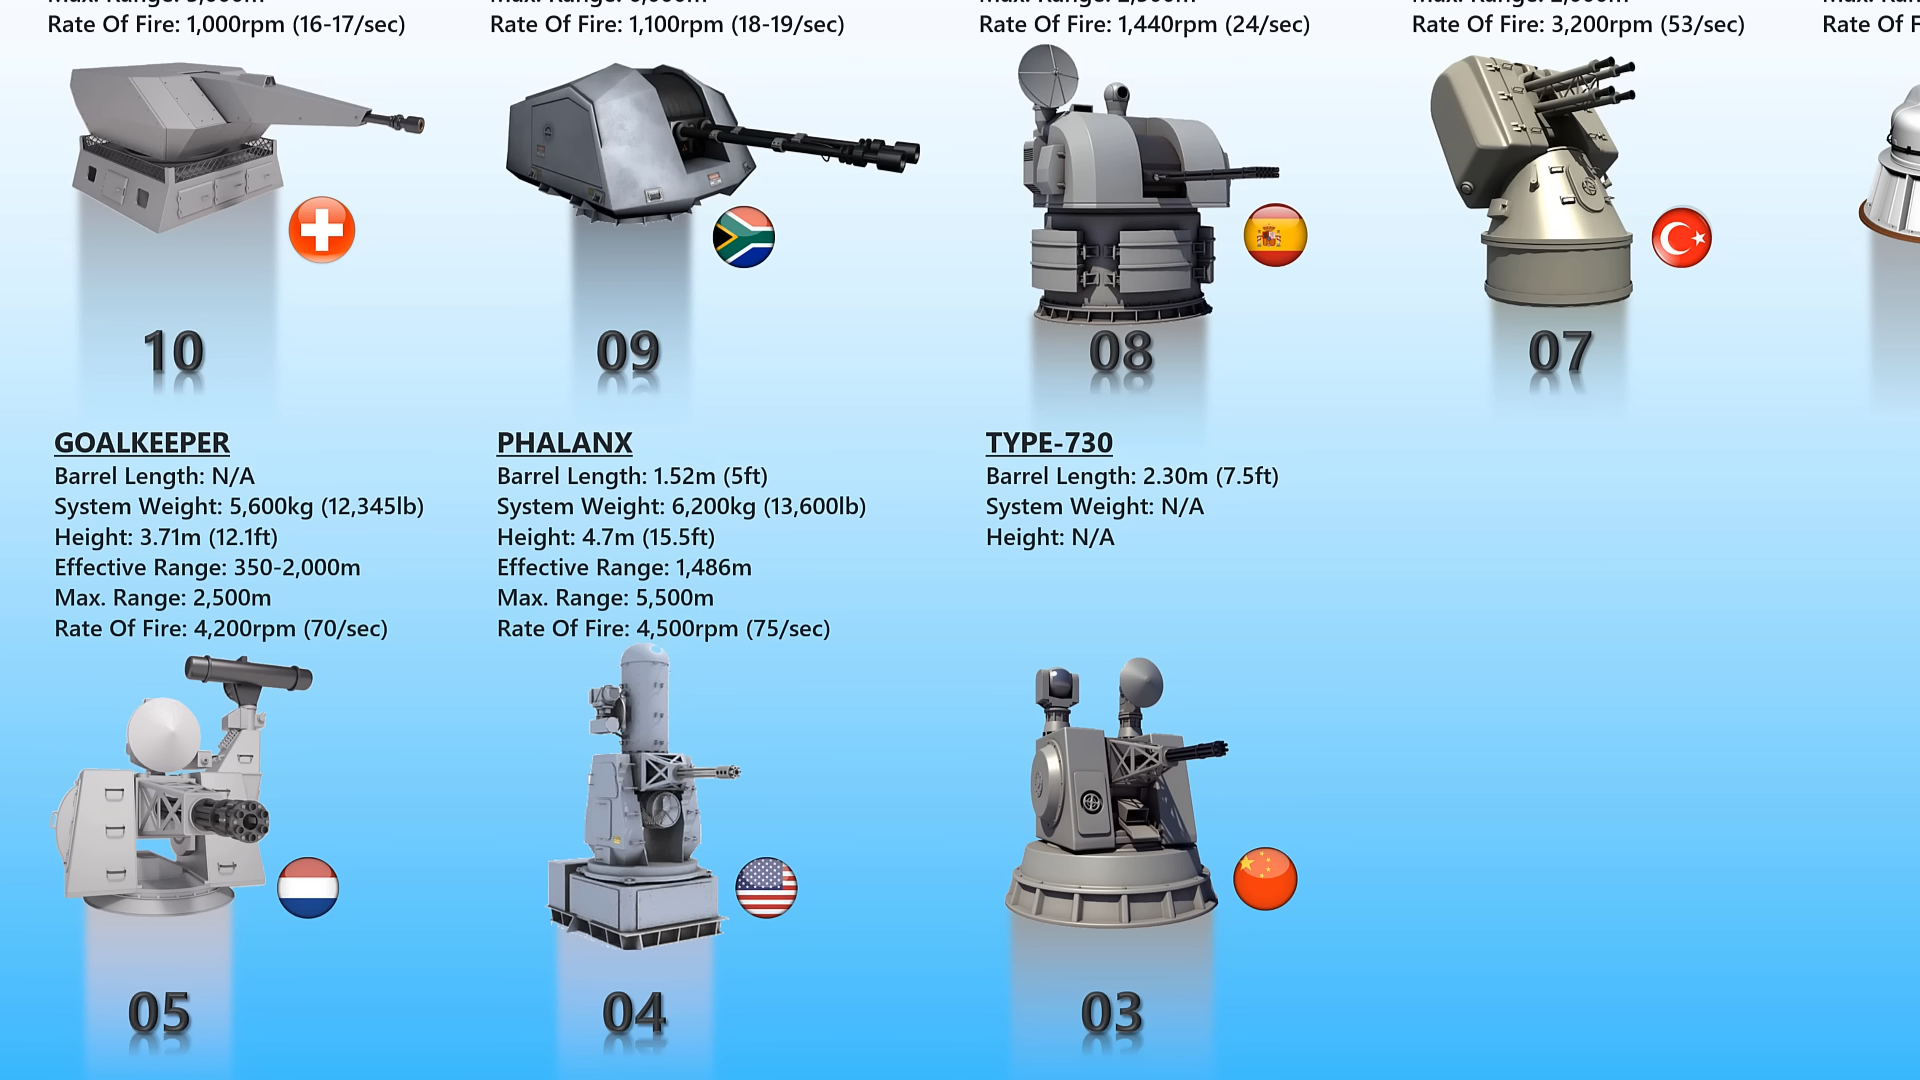 Rate Of Fire: 1,000rpm (16-17/sec)
Rate Of Fire: 1,100rpm (18-19/sec)
Rate Of Fire: 1,440rpm (24/sec)
Rate Of Fire: 3,200rpm (53/sec)
Rate Of F
10
09
08
07
GOALKEEPER
Barrel Length: N/A
System Weight: 5,600kg (12,345lb)
Height: 3.71m (12.1ft)
Effective Range: 350-2,000m
Max. Range: 2,500m
Rate Of Fire: 4,200rpm (70/sec)
05
PHALANX
Barrel Length: 1.52m (5ft)
System Weight: 6,200kg (13,600lb)
Height: 4.7m (15.5ft)
Effective Range: 1,486m
Max. Range: 5,500m
Rate Of Fire: 4,500rpm (75/sec)
04
TYPE-730
Barrel Length: 2.30m (7.5ft)
System Weight: N/A
Height: N/A
03